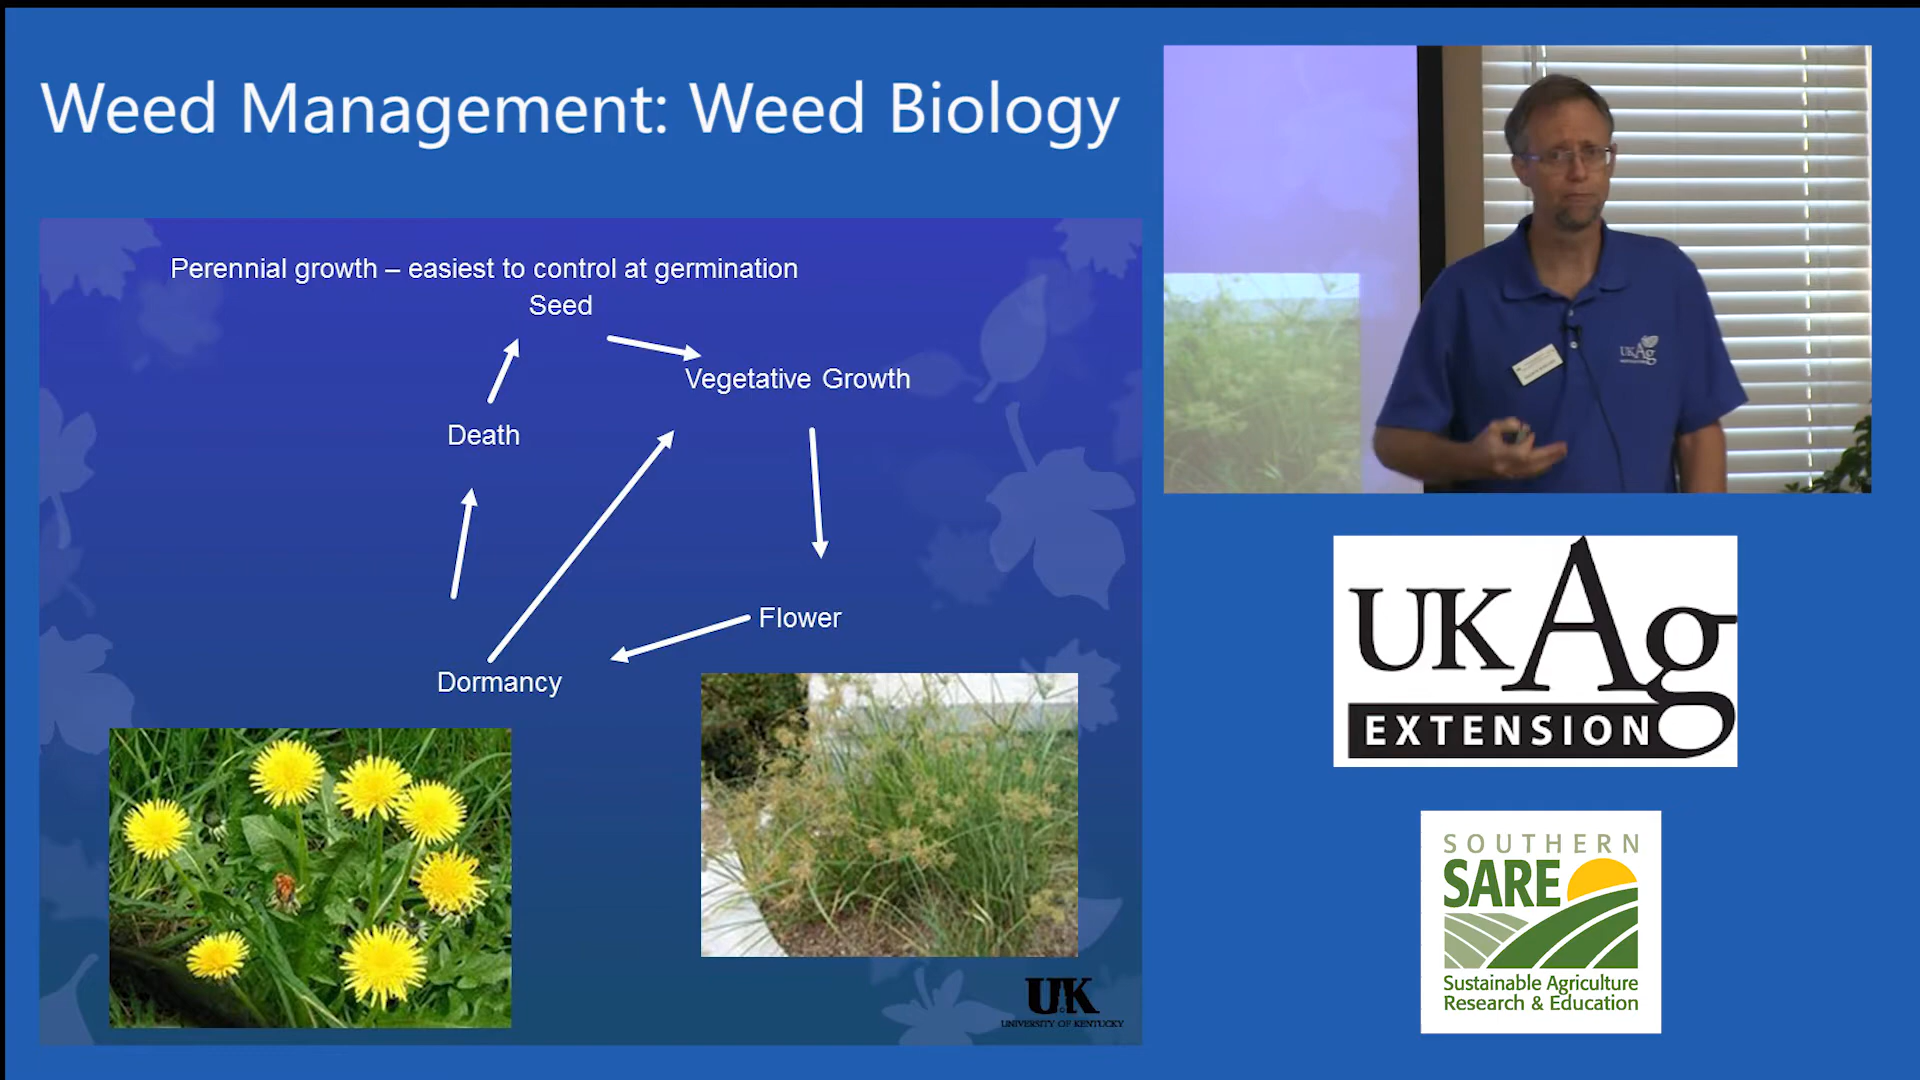 Weed Management: Weed Biology
Perennial growth – easiest to control at germination
Seed
Vegetative Growth
Death
Flower
Dormancy
UK
UNIVERSITY OF KENTUCKY
UKAg
UKAg
EXTENSION
SOUTHERN
SARE
Sustainable Agriculture
Research & Education